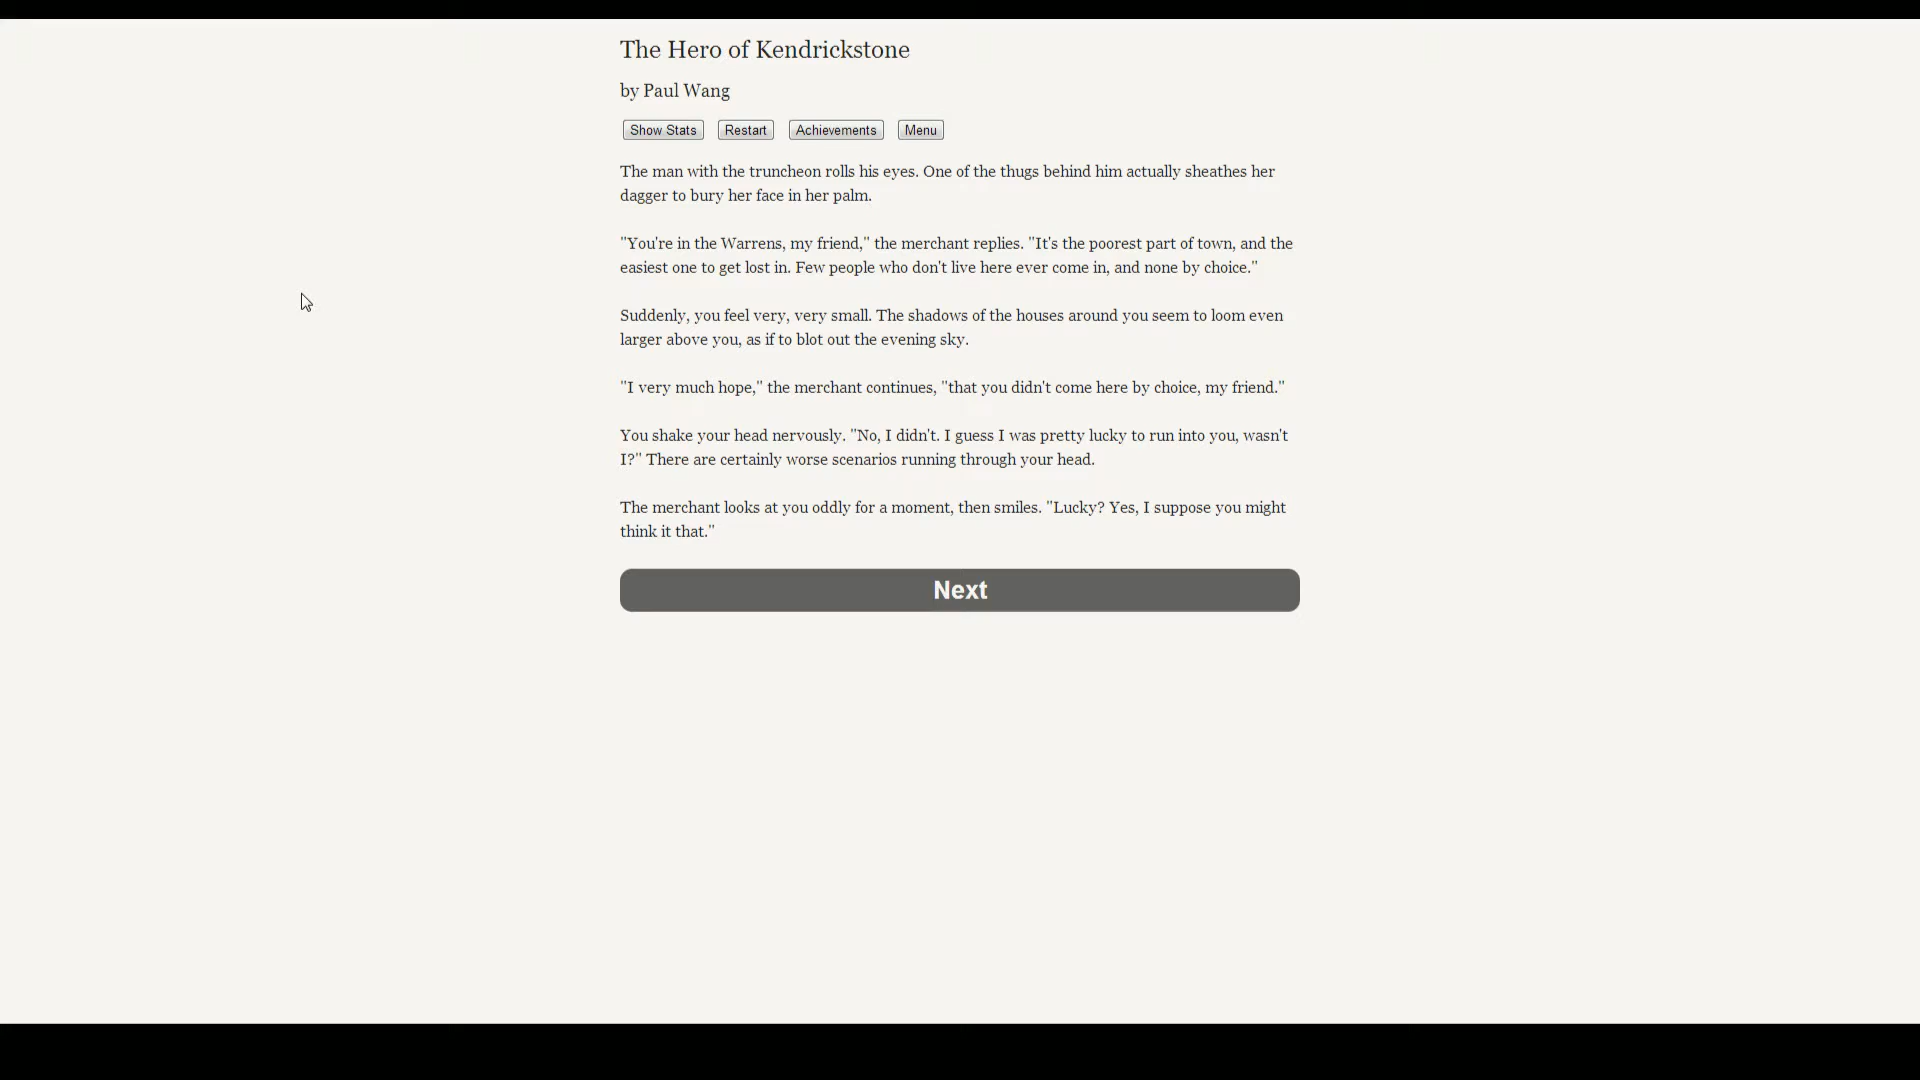 The Hero of Kendrickstone
by Paul Wang
Show Stats Restart Achievements Menu
The man with the truncheon rolls his eyes. One of the thugs behind him actually sheathes her
dagger to bury her face in her palm.
"You're in the Warrens, my friend," the merchant replies. "It's the poorest part of town, and the
easiest one to get lost in. Few people who don't live here ever come in, and none by choice."
Suddenly, you feel very, very small. The shadows of the houses around you seem to loom even
larger above you, as if to blot out the evening sky.
"I very much hope," the merchant continues, "that you didn't come here by choice, my friend."
You shake your head nervously. "No, I didn't. I guess I was pretty lucky to run into you, wasn't
I?" There are certainly worse scenarios running through your head.
The merchant looks at you oddly for a moment, then smiles. "Lucky? Yes, I suppose you might
think it that."
Next